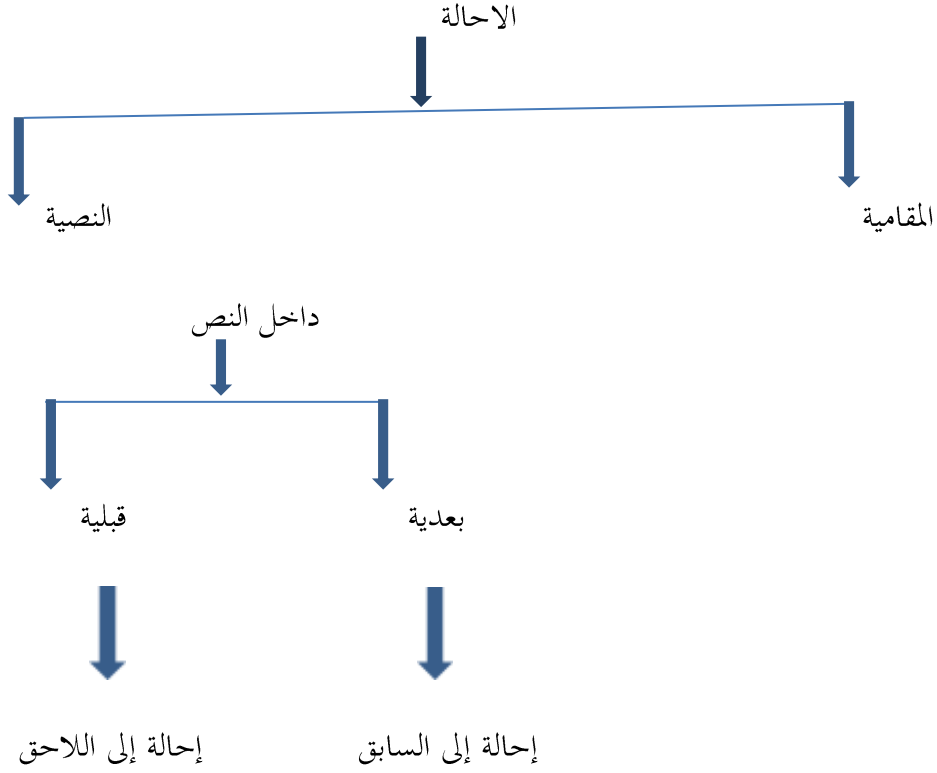 الاحالة
المقامية
النصية
داخل النص
بعدية
قبلية
إحالة إلى السابق
إحالة إلى اللاحق